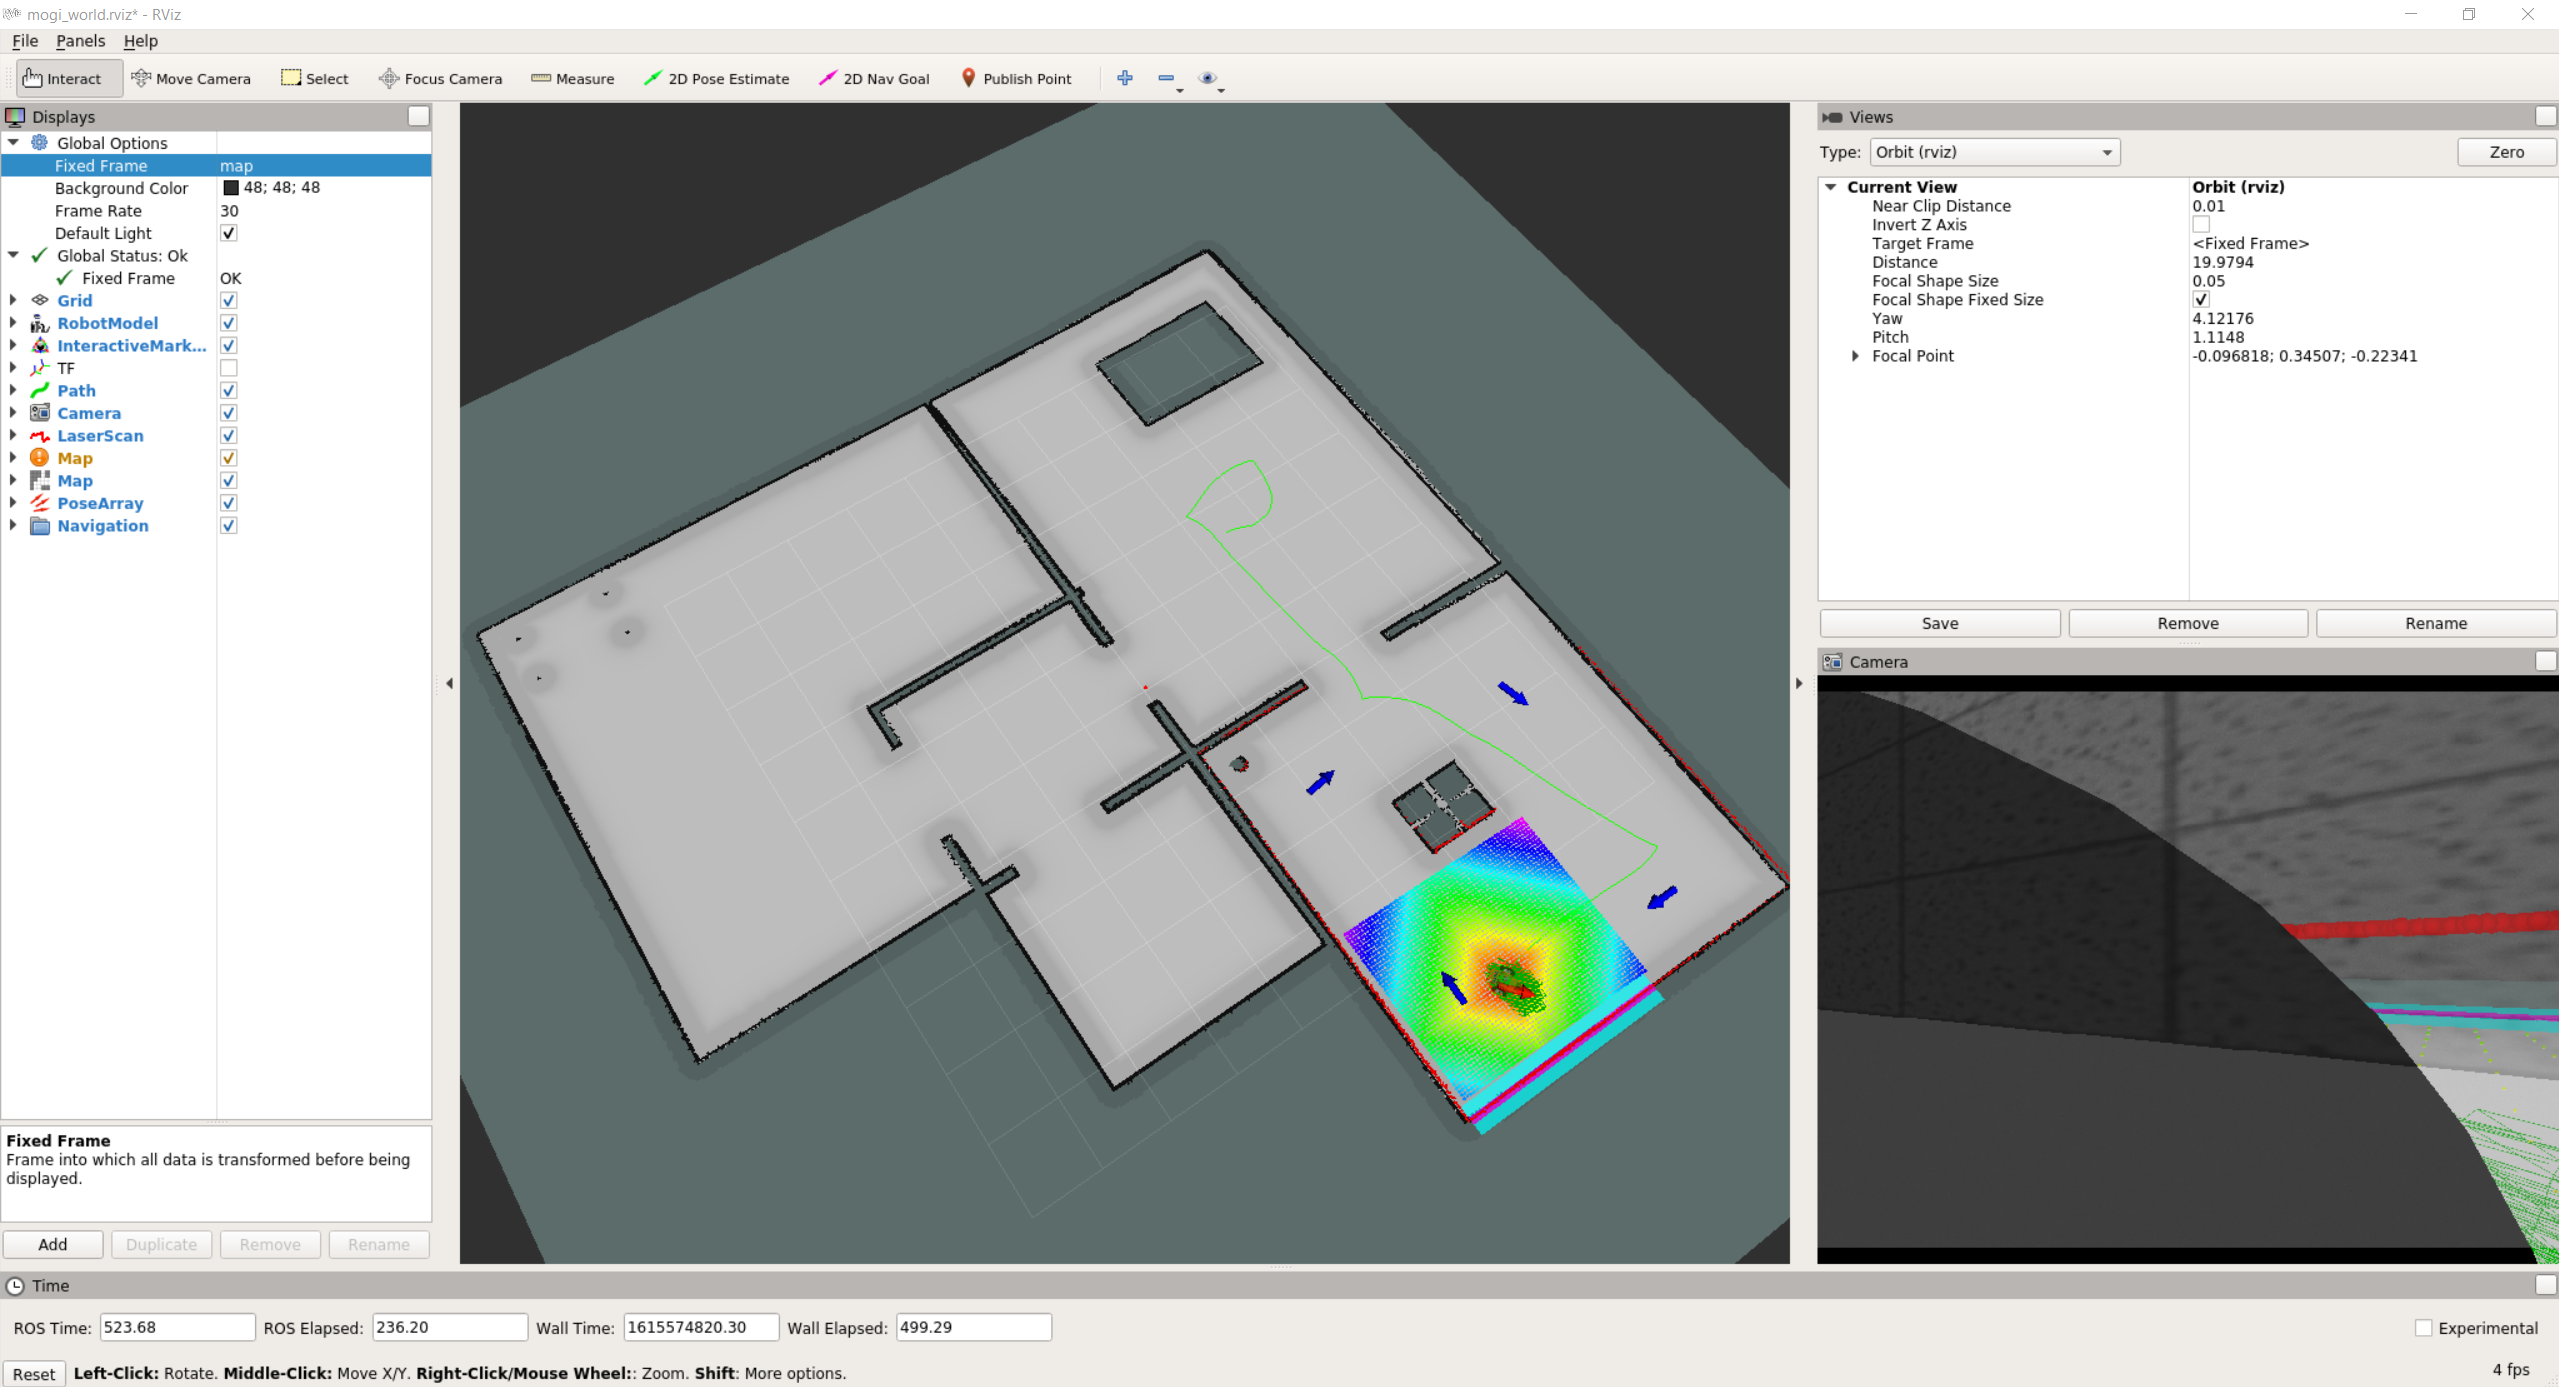 mogi_world.rviz* - RViz
File Panels Help
Interact Move Camera Select Focus Camera Measure 2D Pose Estimate 2D Nav Goal Publish Point
Displays
Global Options
Fixed Frame map
Background Color 48; 48; 48
Frame Rate 30
Default Light
Global Status: Ok
Fixed Frame OK
Grid
RobotModel
InteractiveMark...
TF
Path
Camera
LaserScan
Map
Map
PoseArray
Navigation
Fixed Frame
Frame into which all data is transformed before being
displayed.
Add Duplicate Remove Rename
Views
Type: Orbit (rviz) Zero
Current View Orbit (rviz)
Near Clip Distance 0.01
Invert Z Axis
Target Frame <Fixed Frame>
Distance 19.9794
Focal Shape Size 0.05
Focal Shape Fixed Size
Yaw 4.12176
Pitch 1.1148
Focal Point -0.096818; 0.34507; -0.22341
Save Remove Rename
Camera
Time
ROS Time: 523.68 ROS Elapsed: 236.20 Wall Time: 1615574820.30 Wall Elapsed: 499.29 Experimental
Reset Left-Click: Rotate. Middle-Click: Move X/Y. Right-Click/Mouse Wheel:: Zoom. Shift: More options. 4 fps